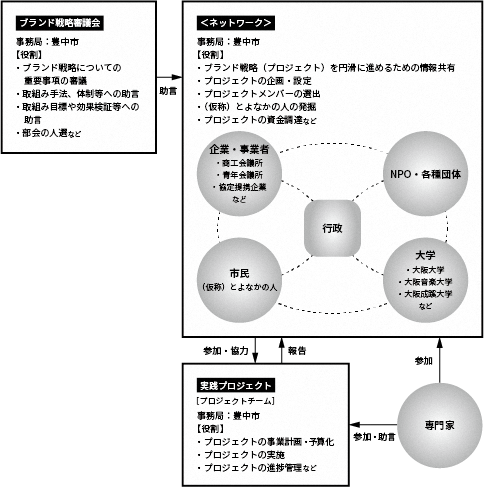 ブランド戦略審議会
事務局：豊中市
【役割】
・ブランド戦略についての
重要事項の審議
・取組み手法、体制等への助言
・取組み目標や効果検証等への
助言
・部会の人選など
助言
＜ネットワーク＞
事務局：豊中市
【役割】
・ブランド戦略（プロジェクト）を円滑に進めるための情報共有
・プロジェクトの企画・設定
・プロジェクトメンバーの選出
・（仮称）とよなかの人の発掘
・プロジェクトの資金調達など
企業・事業者
・商工会議所
・青年会議所
・協定提携企業
など
NPO・各種団体
行政
市民
（仮称）とよなかの人
大学
・大阪大学
・大阪音楽大学
・大阪成蹊大学
など
参加・協力
報告
参加
実践プロジェクト
［プロジェクトチーム］
事務局：豊中市
【役割】
・プロジェクトの事業計画・予算化
・プロジェクトの実施
・プロジェクトの進捗管理など
参加・助言
専門家